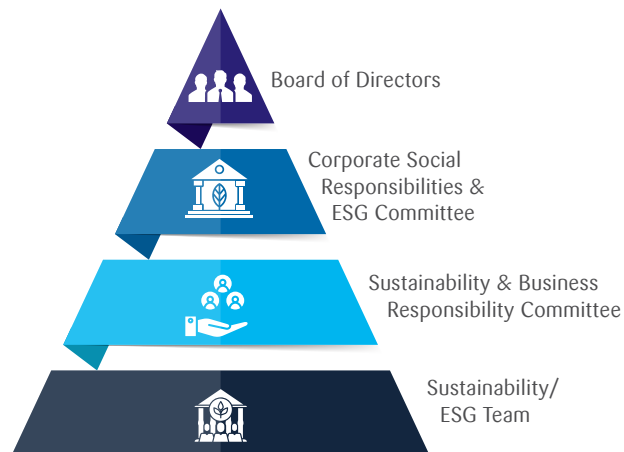 Board of Directors
Corporate Social
Responsibilities &
ESG Committee
Sustainability & Business
Responsibility Committee
Sustainability/
ESG Team